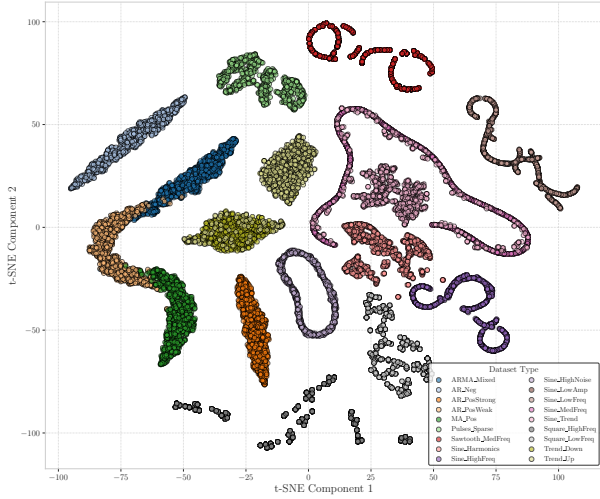 100
50
0
−50
−100
t-SNE Component 2
−100
−75
−50
−25
0
25
50
75
100
t-SNE Component 1
Dataset Type
ARMA_Mixed
AR_Neg
AR_PosStrong
AR_PosWeak
MA_Pos
Pulses_Sparse
Sawtooth_MedFreq
Sine_Harmonics
Sine_HighFreq
Sine_HighNoise
Sine_LowAmp
Sine_LowFreq
Sine_MedFreq
Sine_Trend
Square_HighFreq
Square_LowFreq
Trend_Down
Trend_Up